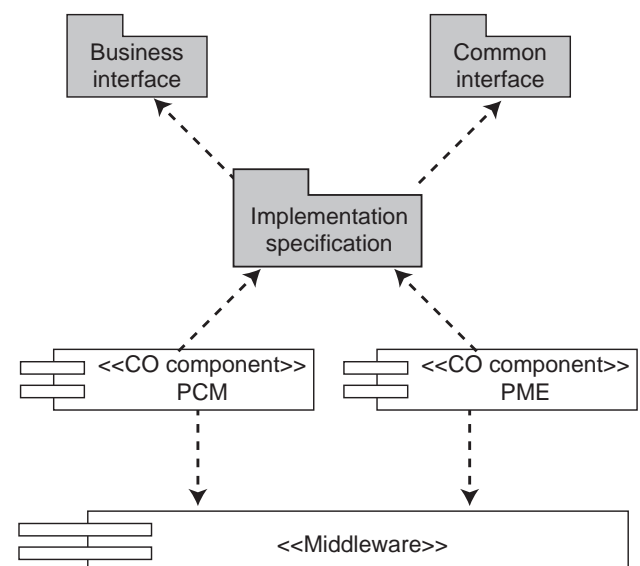 Business
interface
Common
interface
Implementation
specification
<<CO component>>
PCM
<<CO component>>
PME
<<Middleware>>